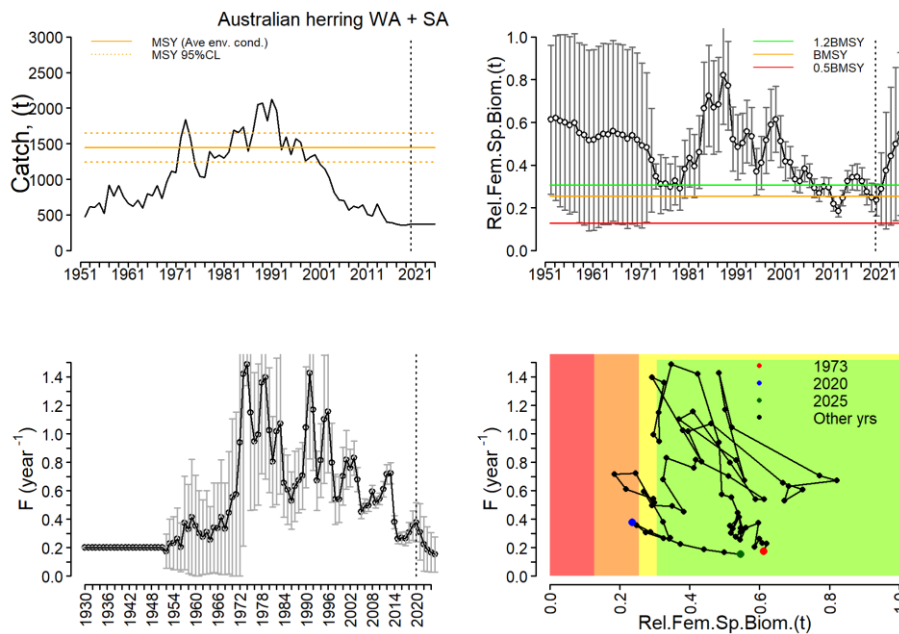 Australian herring WA + SA
Catch, (t)
3000
2500
2000
1500
1000
500
0
MSY (Ave env. cond.)
MSY 95%CL
1951 1961 1971 1981 1991 2001 2011 2021
Rel.Fem.Sp.Biom.(t)
1.0
0.8
0.6
0.4
0.2
0.0
1.2BMSY
BMSY
0.5BMSY
1951 1961 1971 1981 1991 2001 2011 2021
F (year⁻¹)
1.4
1.2
1.0
0.8
0.6
0.4
0.2
0.0
1930 1936 1942 1948 1954 1960 1966 1972 1978 1984 1990 1996 2002 2008 2014 2020
F (year⁻¹)
1.4
1.2
1.0
0.8
0.6
0.4
0.2
0.0
1973
2020
2025
Other yrs
0.0 0.2 0.4 0.6 0.8 1.0
Rel.Fem.Sp.Biom.(t)